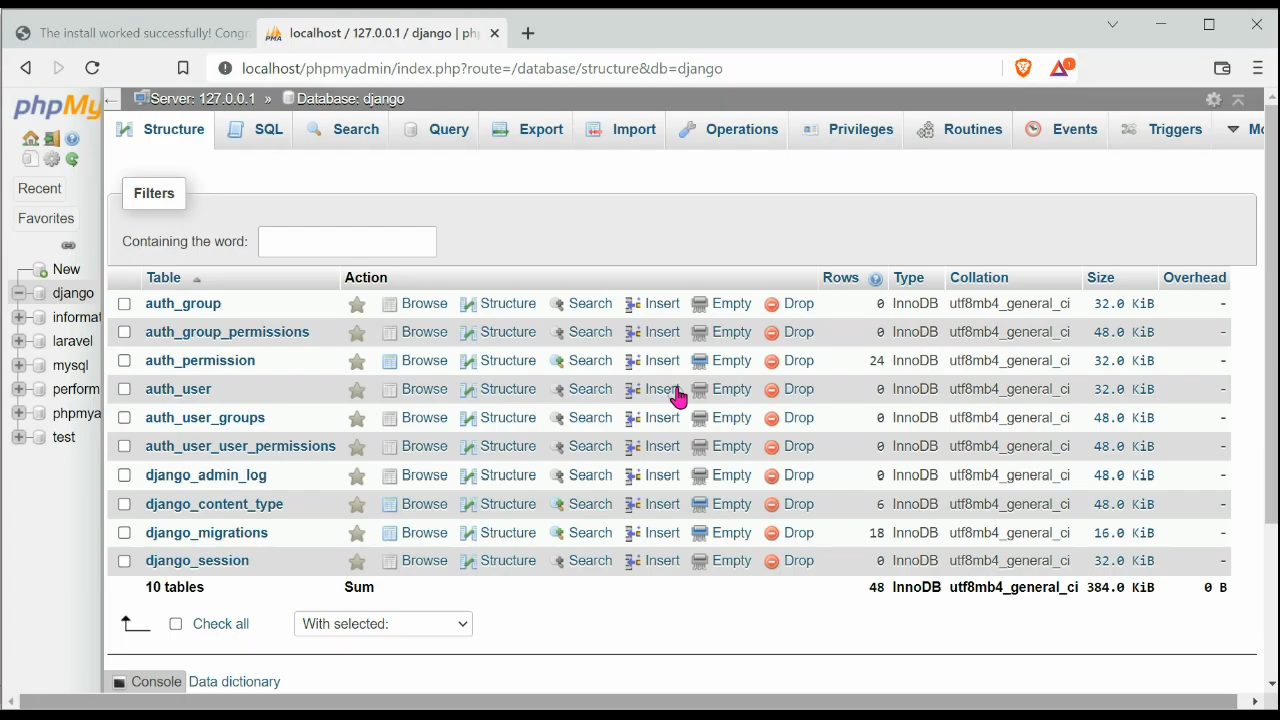 The install worked successfully! Congr
localhost / 127.0.0.1 / django | ph
localhost/phpmyadmin/index.php?route=/database/structure&db=django
1
phpMy
Server: 127.0.0.1 » Database: django
Structure SQL Search Query Export Import Operations Privileges Routines Events Triggers Mo
Recent
Favorites
New
django
informat
laravel
mysql
perform
phpmya
test
Filters
Containing the word:
Table Action Rows Type Collation Size Overhead
auth_group Browse Structure Search Insert Empty Drop 0 InnoDB utf8mb4_general_ci 32.0 KiB -
auth_group_permissions Browse Structure Search Insert Empty Drop 0 InnoDB utf8mb4_general_ci 48.0 KiB -
auth_permission Browse Structure Search Insert Empty Drop 24 InnoDB utf8mb4_general_ci 32.0 KiB -
auth_user Browse Structure Search Insert Empty Drop 0 InnoDB utf8mb4_general_ci 32.0 KiB -
auth_user_groups Browse Structure Search Insert Empty Drop 0 InnoDB utf8mb4_general_ci 48.0 KiB -
auth_user_user_permissions Browse Structure Search Insert Empty Drop 0 InnoDB utf8mb4_general_ci 48.0 KiB -
django_admin_log Browse Structure Search Insert Empty Drop 0 InnoDB utf8mb4_general_ci 48.0 KiB -
django_content_type Browse Structure Search Insert Empty Drop 6 InnoDB utf8mb4_general_ci 48.0 KiB -
django_migrations Browse Structure Search Insert Empty Drop 18 InnoDB utf8mb4_general_ci 16.0 KiB -
django_session Browse Structure Search Insert Empty Drop 0 InnoDB utf8mb4_general_ci 32.0 KiB -
10 tables Sum 48 InnoDB utf8mb4_general_ci 384.0 KiB 0 B
Check all With selected:
Console Data dictionary